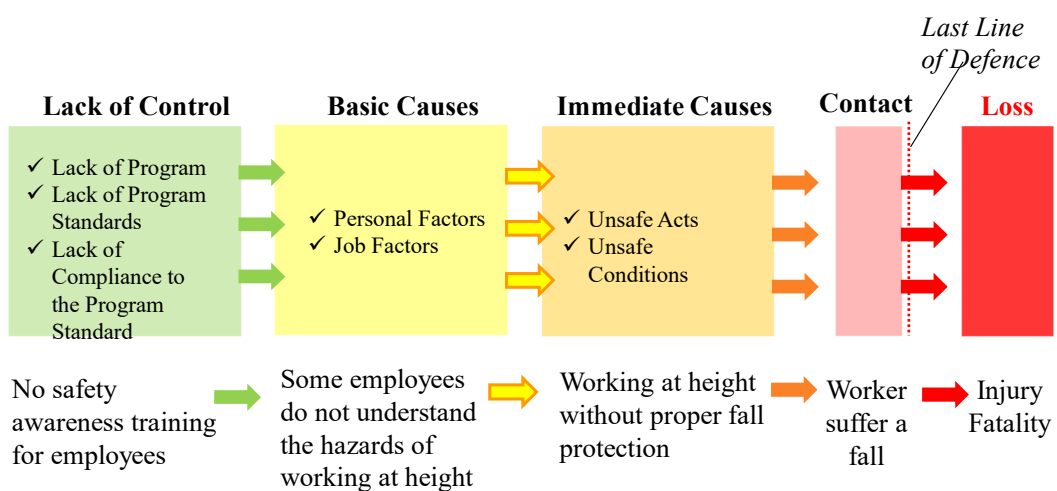 Last Line
of Defence
Lack of Control
Basic Causes
Immediate Causes
Contact
Loss
✓ Lack of Program
✓ Lack of Program
Standards
✓ Lack of
Compliance to
the Program
Standard
✓ Personal Factors
✓ Job Factors
✓ Unsafe Acts
✓ Unsafe
Conditions
No safety
awareness training
for employees
Some employees
do not understand
the hazards of
working at height
Working at height
without proper fall
protection
Worker
suffer a
fall
Injury
Fatality